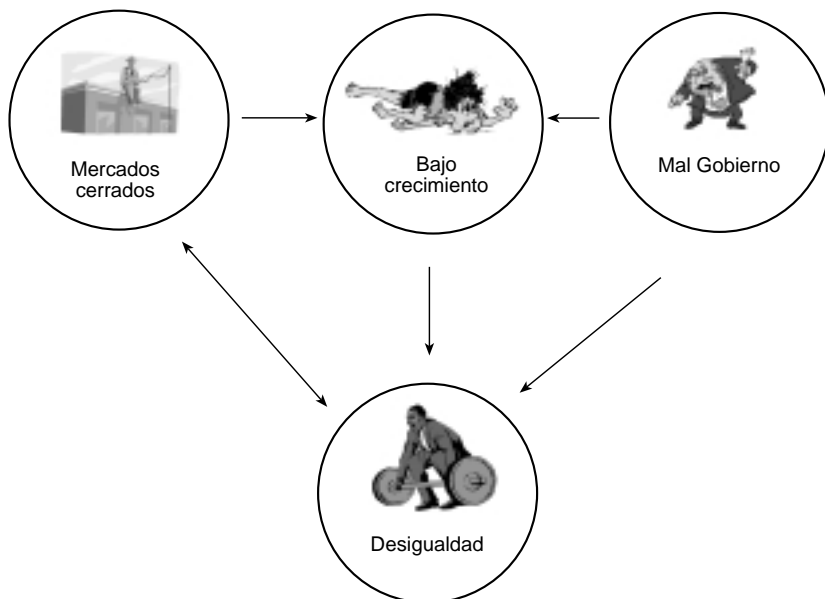 Mercados
cerrados
Bajo
crecimiento
Mal Gobierno
Desigualdad